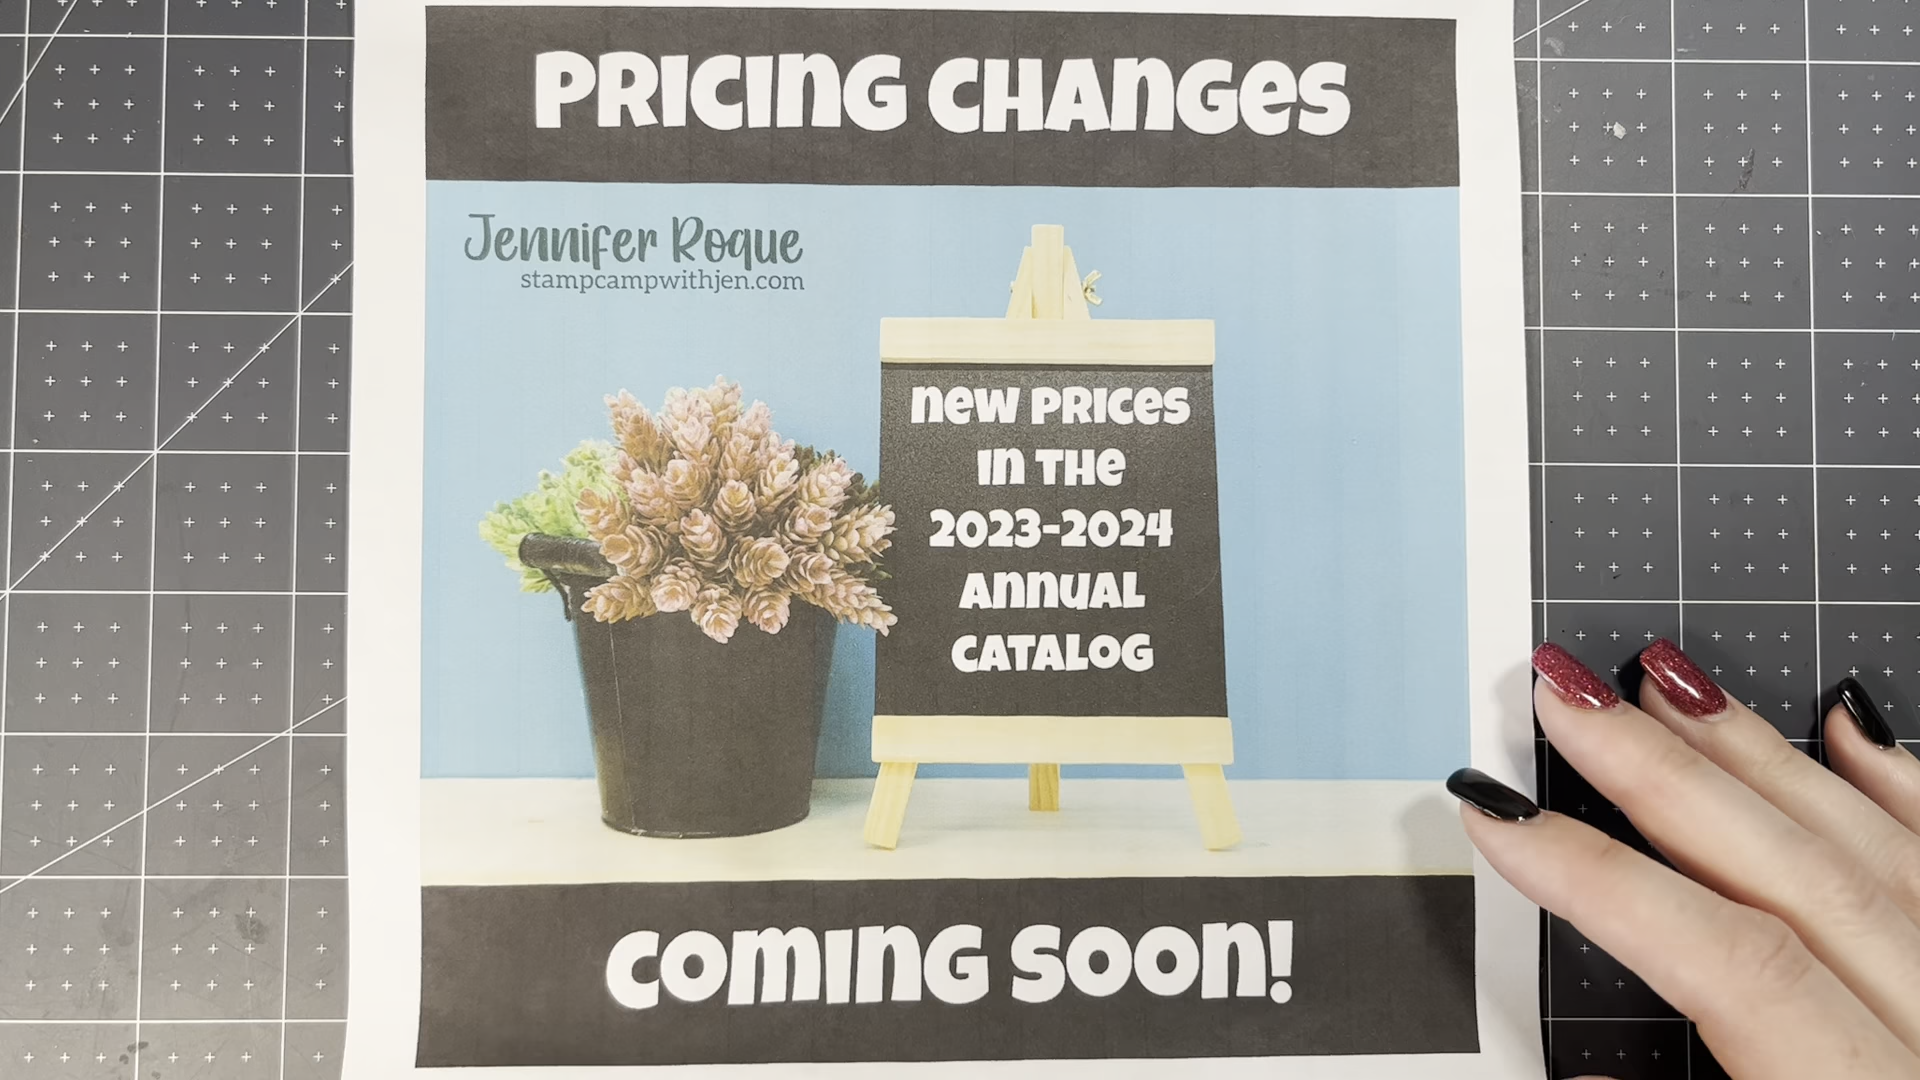 PRICING CHANGES
Jennifer Roque
stampcampwithjen.com
new PRICES
In THE
2023-2024
AnnuAL
CATALOG
COMING SOON!